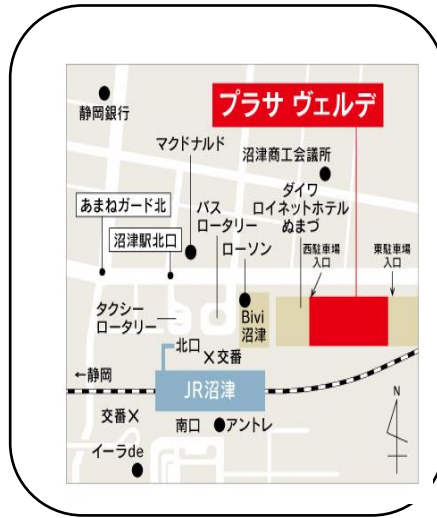 プラサ ヴェルデ
静岡銀行
マクドナルド
沼津商工会議所
あまねガード北
沼津駅北口
バス
ロータリー
ローソン
ダイワ
ロイネットホテル
ぬまづ
西駐車場
入口
東駐車場
入口
タクシー
ロータリー
Bivi
沼津
北口
×交番
←静岡
JR沼津
N
交番×
南口
アントレ
イーラde